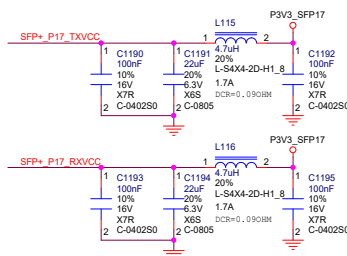 L115
P3V3_SFP17
SFP+_P17_TXVCC
1 2
4.7uH
20%
L-S4X4-2D-H1_8
1.7A
DCR=0.09OHM
1
C1190
100nF
10%
16V
X7R
C-0402S0
2
1
C1191
22uF
20%
6.3V
X6S
C-0805
2
1
C1192
100nF
10%
16V
X7R
C-0402S0
2
L116
P3V3_SFP17
SFP+_P17_RXVCC
1 2
4.7uH
20%
L-S4X4-2D-H1_8
1.7A
DCR=0.09OHM
1
C1193
100nF
10%
16V
X7R
C-0402S0
2
1
C1194
22uF
20%
6.3V
X6S
C-0805
2
1
C1195
100nF
10%
16V
X7R
C-0402S0
2